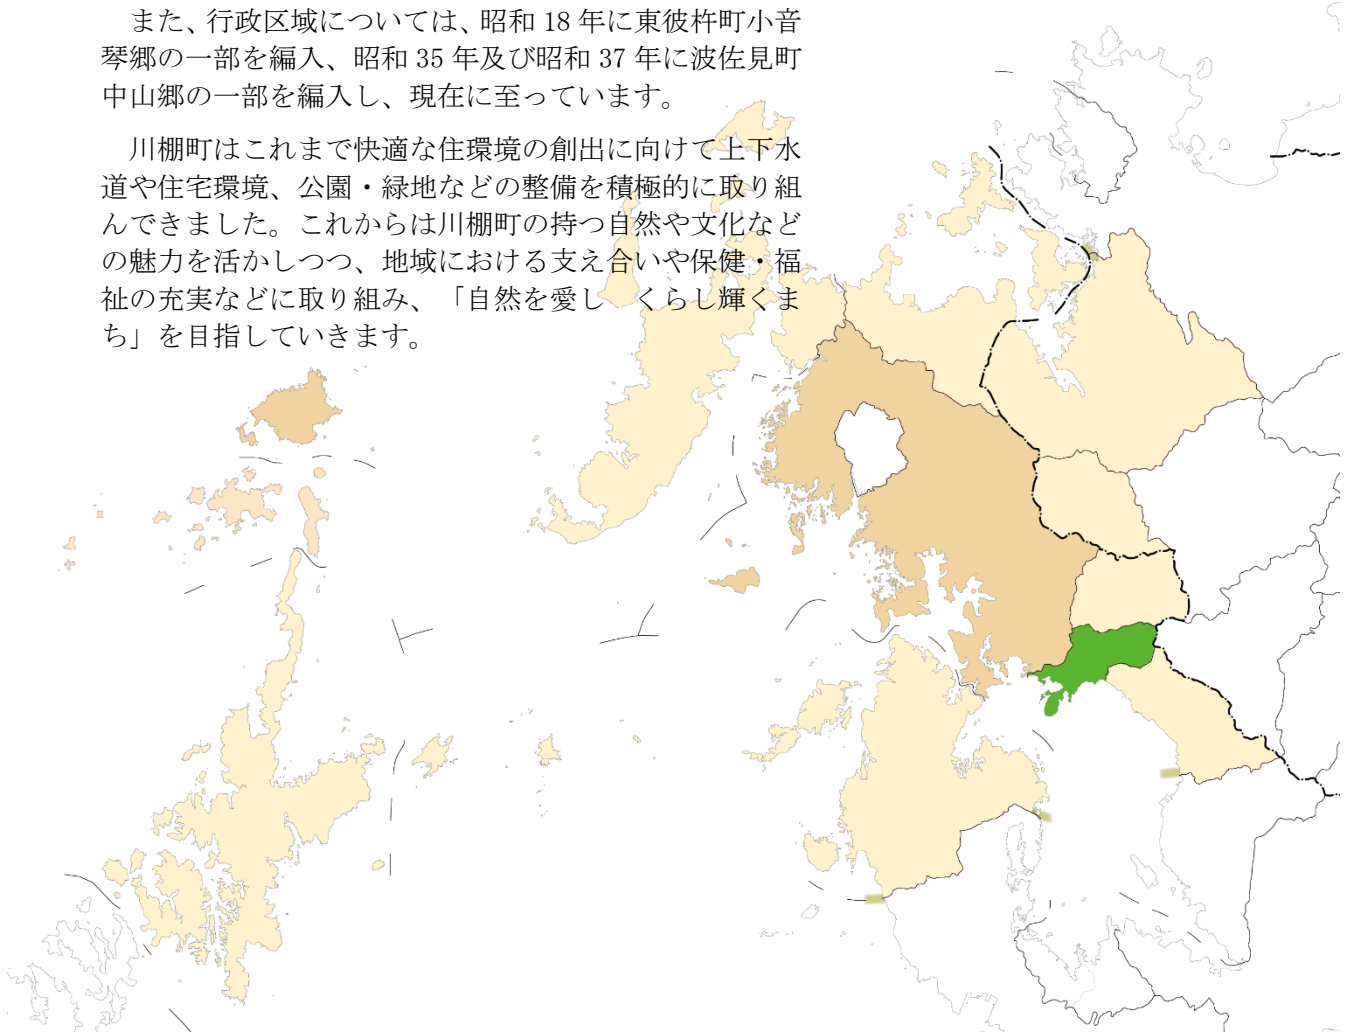 また、行政区域については、昭和 18 年に東彼杵町小音
琴郷の一部を編入、昭和 35 年及び昭和 37 年に波佐見町
中山郷の一部を編入し、現在に至っています。
川棚町はこれまで快適な住環境の創出に向けて上下水
道や住宅環境、公園・緑地などの整備を積極的に取り組
んできました。これからは川棚町の持つ自然や文化など
の魅力を活かしつつ、地域における支え合いや保健・福
祉の充実などに取り組み、「自然を愛し　くらし輝くま
ち」を目指していきます。